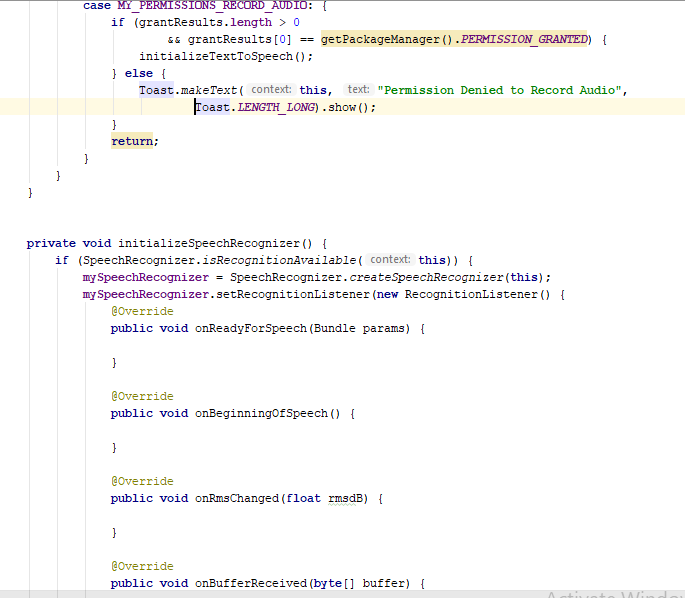 case MY_PERMISSIONS_RECORD_AUDIO: {
if (grantResults.length > 0
&& grantResults[0] == getPackageManager().PERMISSION_GRANTED) {
initializeTextToSpeech();
} else {
Toast.makeText( context: this, text: "Permission Denied to Record Audio",
Toast.LENGTH_LONG).show();
}
return;
}
}
}
private void initializeSpeechRecognizer() {
if (SpeechRecognizer.isRecognitionAvailable( context: this)) {
mySpeechRecognizer = SpeechRecognizer.createSpeechRecognizer(this);
mySpeechRecognizer.setRecognitionListener(new RecognitionListener() {
@Override
public void onReadyForSpeech(Bundle params) {
}
@Override
public void onBeginningOfSpeech() {
}
@Override
public void onRmsChanged(float rmsdB) {
}
@Override
public void onBufferReceived(byte[] buffer) {